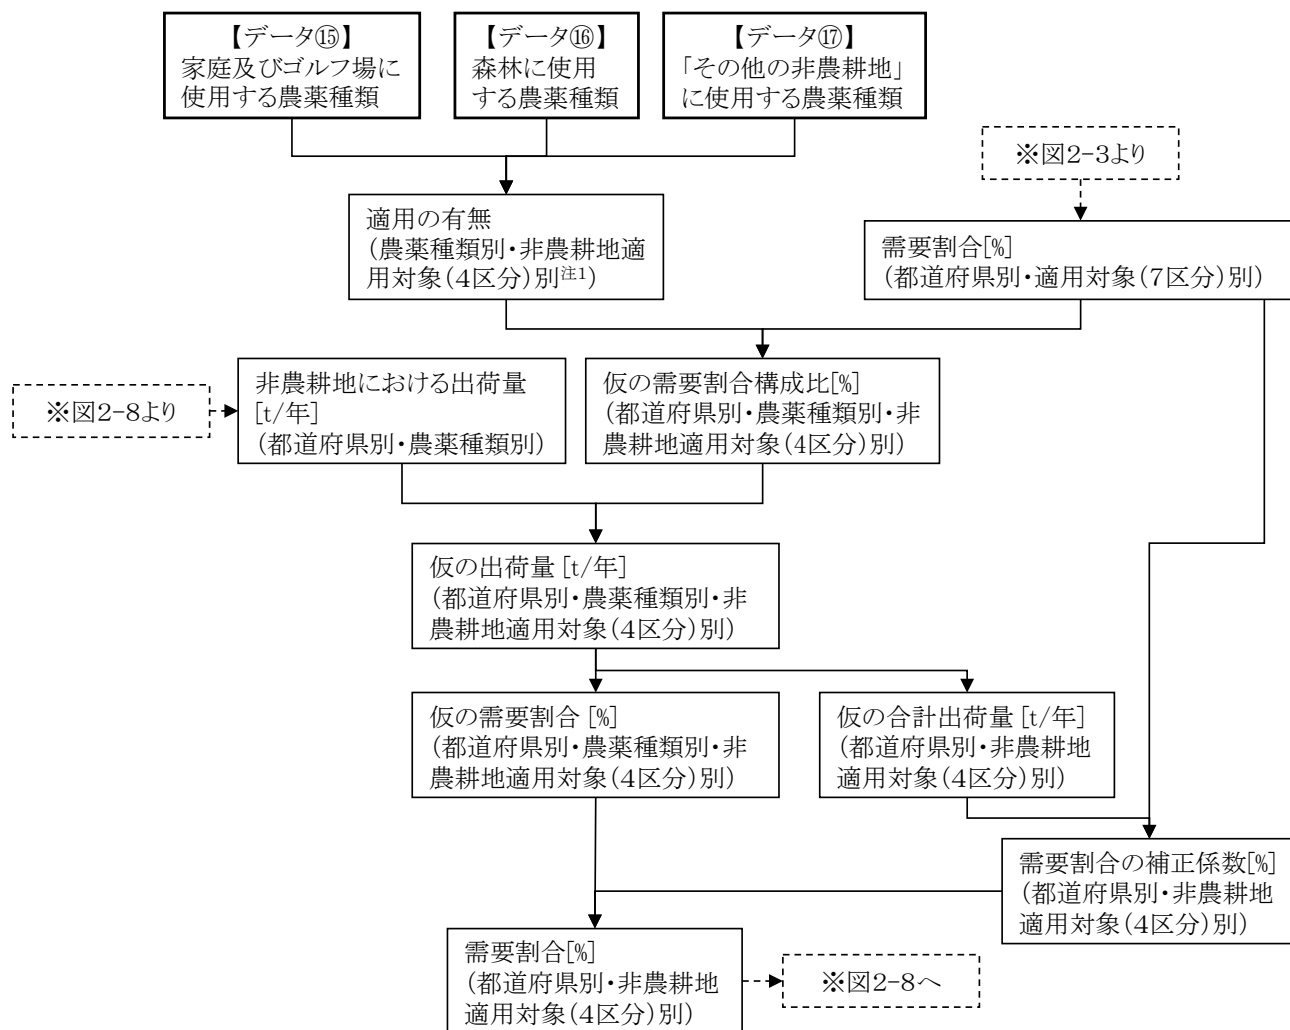 【データ⑮】
家庭及びゴルフ場に
使用する農薬種類
【データ⑯】
森林に使用
する農薬種類
【データ⑰】
「その他の非農耕地」
に使用する農薬種類
※図2-3より
適用の有無
(農薬種類別・非農耕地適
用対象(4区分)別注1)
需要割合[%]
(都道府県別・適用対象(7区分)別)
※図2-8より
非農耕地における出荷量
[t/年]
(都道府県別・農薬種類別)
仮の需要割合構成比[%]
(都道府県別・農薬種類別・非
農耕地適用対象(4区分)別)
仮の出荷量 [t/年]
(都道府県別・農薬種類別・非
農耕地適用対象(4区分)別)
仮の需要割合 [%]
(都道府県別・農薬種類別・非
農耕地適用対象(4区分)別)
仮の合計出荷量 [t/年]
(都道府県別・非農耕地
適用対象(4区分)別)
需要割合の補正係数[%]
(都道府県別・非農耕地
適用対象(4区分)別)
需要割合[%]
(都道府県別・非農耕地
適用対象(4区分)別)
※図2-8へ